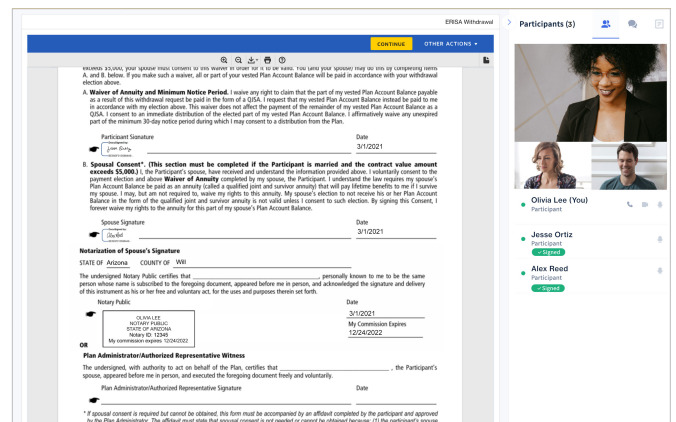 ERISA Withdrawal
CONTINUE
OTHER ACTIONS
exceeds $5,000, your spouse must consent to this waiver in order for it to be valid. You (and your spouse) may do this by completing items
A. and B. below. If you make such a waiver, all or part of your vested Plan Account Balance will be paid in accordance with your withdrawal
election above.
A. Waiver of Annuity and Minimum Notice Period. I waive any right to claim that the part of my vested Plan Account Balance payable
as a result of this withdrawal request be paid in the form of a QJSA. I request that my vested Plan Account Balance instead be paid to me
in accordance with my election above. This waiver does not affect the payment of the remainder of my vested Plan Account Balance as a
QJSA. I consent to an immediate distribution of the elected part of my vested Plan Account Balance. I affirmatively waive any unexpired
part of the minimum 30-day notice period during which I may consent to a distribution from the Plan.
Participant Signature
Date
3/1/2021
B. Spousal Consent*. (This section must be completed if the Participant is married and the contract value amount
exceeds $5,000.) I, the Participant's spouse, have received and understand the information provided above. I voluntarily consent to the
payment election and above Waiver of Annuity completed by my spouse, the Participant. I understand the law requires my spouse's
Plan Account Balance be paid as an annuity (called a qualified joint and survivor annuity) that will pay lifetime benefits to me if I survive
my spouse. I may, but am not required to, waive my rights to this annuity. My spouse's election to not receive his or her Plan Account
Balance in the form of the qualified joint and survivor annuity is not valid unless I consent to such election. By signing this Consent, I
forever waive my rights to the annuity for this part of my spouse's Plan Account Balance.
Spouse Signature
Date
Alex Reed
3/1/2021
Notarization of Spouse's Signature
STATE OF Arizona COUNTY OF Will
The undersigned Notary Public certifies that , personally known to me to be the same
person whose name is subscribed to the foregoing document, appeared before me in person, and acknowledged the signature and delivery
of this instrument as his or her free and voluntary act, for the uses and purposes therein set forth.
Notary Public
Date
3/1/2021
OLIVIA LEE
NOTARY PUBLIC
STATE OF ARIZONA
Notary ID: 12345
My commission expires 12/24/2022
My Commission Expires
12/24/2022
OR
Plan Administrator/Authorized Representative Witness
The undersigned, with authority to act on behalf of the Plan, certifies that , the Participant's
spouse, appeared before me in person, and executed the foregoing document freely and voluntarily.
Plan Administrator/Authorized Representative Signature
Date
* If spousal consent is required but cannot be obtained, this form must be accompanied by an affidavit completed by the participant and approved
by the Plan Administrator. The affidavit must state that spousal consent is not needed or cannot be obtained because: (1) the participant's spouse
Participants (3)
Olivia Lee (You)
Participant
Jesse Ortiz
Participant
Signed
Alex Reed
Participant
Signed